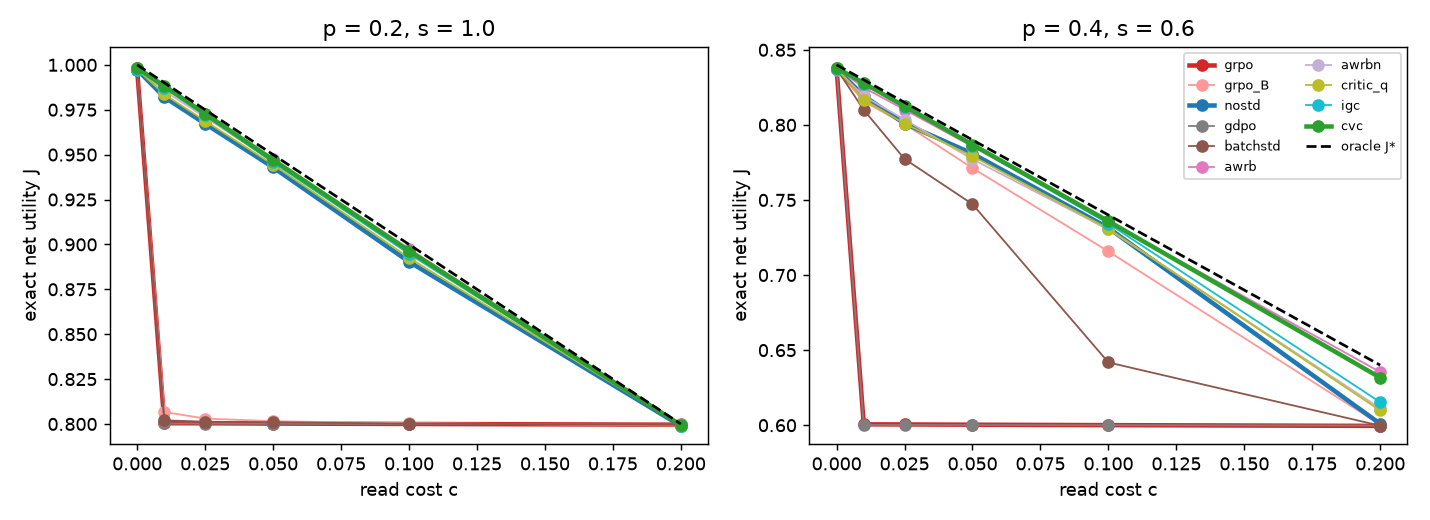 p = 0.2, s = 1.0
exact net utility J
1.000
0.975
0.950
0.925
0.900
0.875
0.850
0.825
0.800
0.000 0.025 0.050 0.075 0.100 0.125 0.150 0.175 0.200
read cost c
p = 0.4, s = 0.6
exact net utility J
0.85
0.80
0.75
0.70
0.65
0.60
0.000 0.025 0.050 0.075 0.100 0.125 0.150 0.175 0.200
read cost c
grpo
grpo_B
nostd
gdpo
batchstd
awrb
awrbn
critic_q
igc
cvc
oracle J*